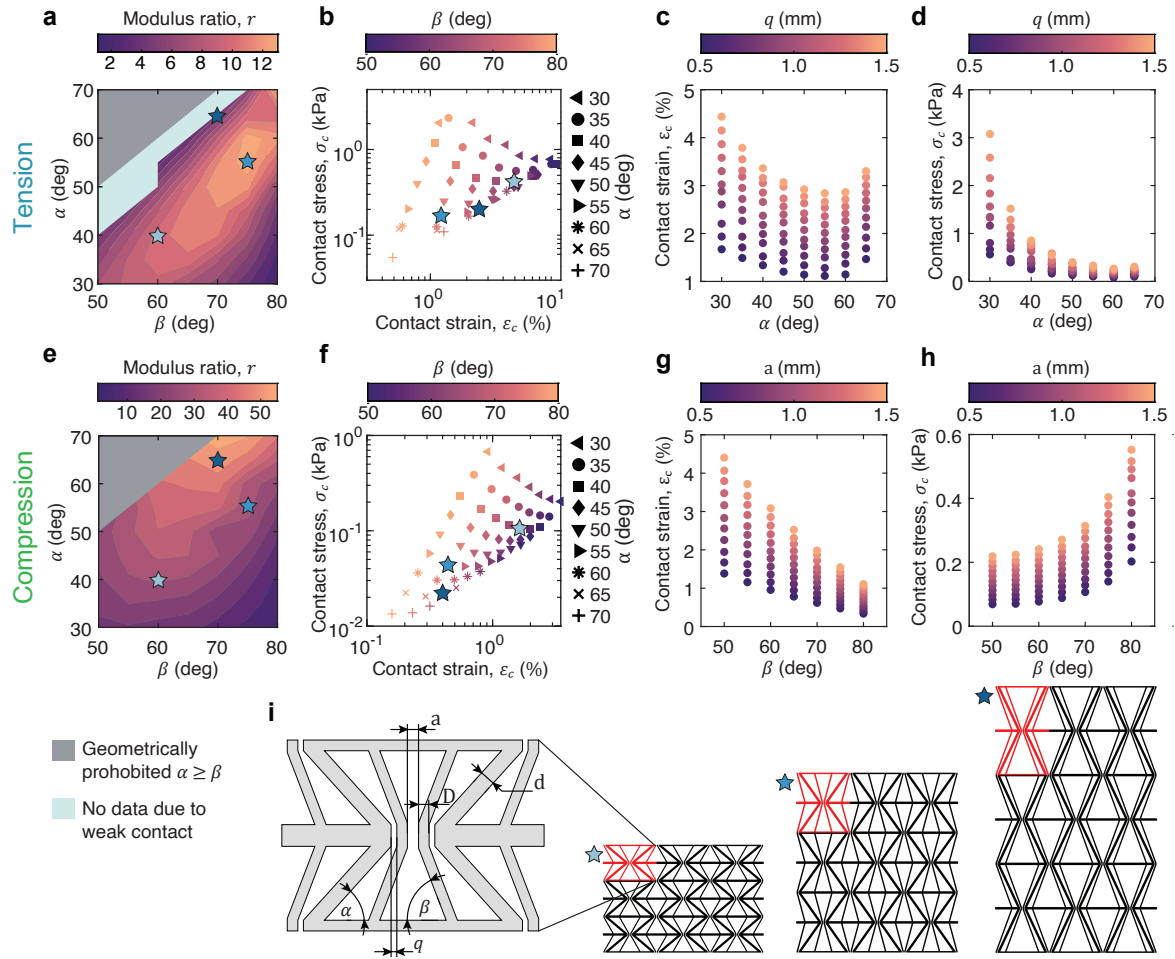 a
Modulus ratio, r
2 4 6 8 10 12
α (deg)
70
60
50
40
30
50 60 70 80
β (deg)
Tension
b
β (deg)
50 60 70 80
Contact stress, σc (kPa)
10^0
10^-1
10^0 10^1
Contact strain, εc (%)
30
35
40
45
50
55
60
65
70
α (deg)
c
q (mm)
0.5 1.0 1.5
Contact strain, εc (%)
5
4
3
2
1
30 40 50 60 70
α (deg)
d
q (mm)
0.5 1.0 1.5
Contact stress, σc (kPa)
4
3
2
1
0
30 40 50 60 70
α (deg)
e
Modulus ratio, r
10 20 30 40 50
α (deg)
70
60
50
40
30
50 60 70 80
β (deg)
Compression
f
β (deg)
50 60 70 80
Contact stress, σc (kPa)
10^0
10^-1
10^-2
10^-1 10^0
Contact strain, εc (%)
30
35
40
45
50
55
60
65
70
α (deg)
g
a (mm)
0.5 1.0 1.5
Contact strain, εc (%)
5
4
3
2
1
0
50 60 70 80
β (deg)
h
a (mm)
0.5 1.0 1.5
Contact stress, σc (kPa)
0.6
0.4
0.2
0
50 60 70 80
β (deg)
Geometrically
prohobited α ≥ β
No data due to
weak contact
i
a
d
D
α
β
q